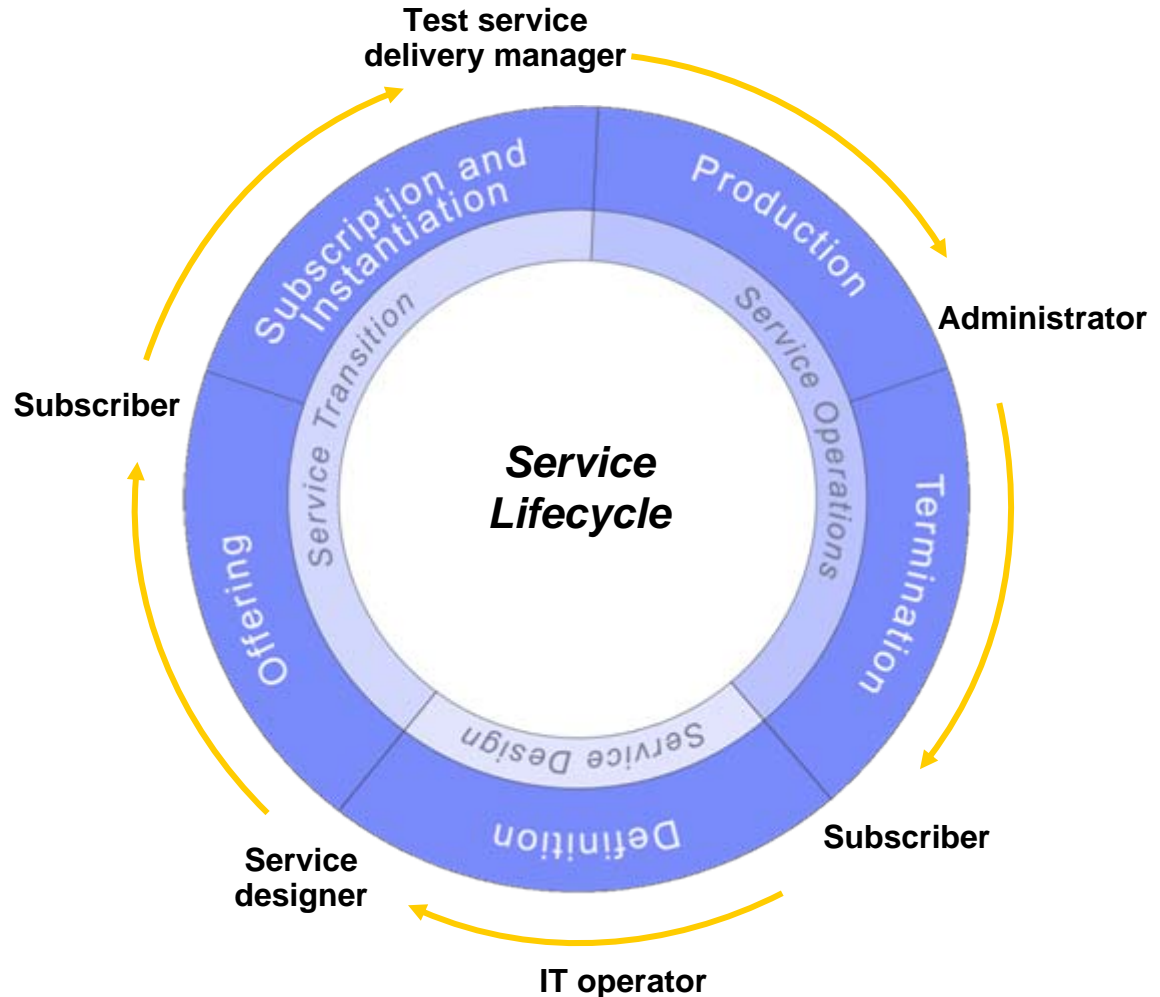 Test service
delivery manager
Subscription and
Instantiation
Production
Service Transition
Service Operations
Administrator
Subscriber
Service
Lifecycle
Offering
Termination
Service Design
Definition
Subscriber
Service
designer
IT operator